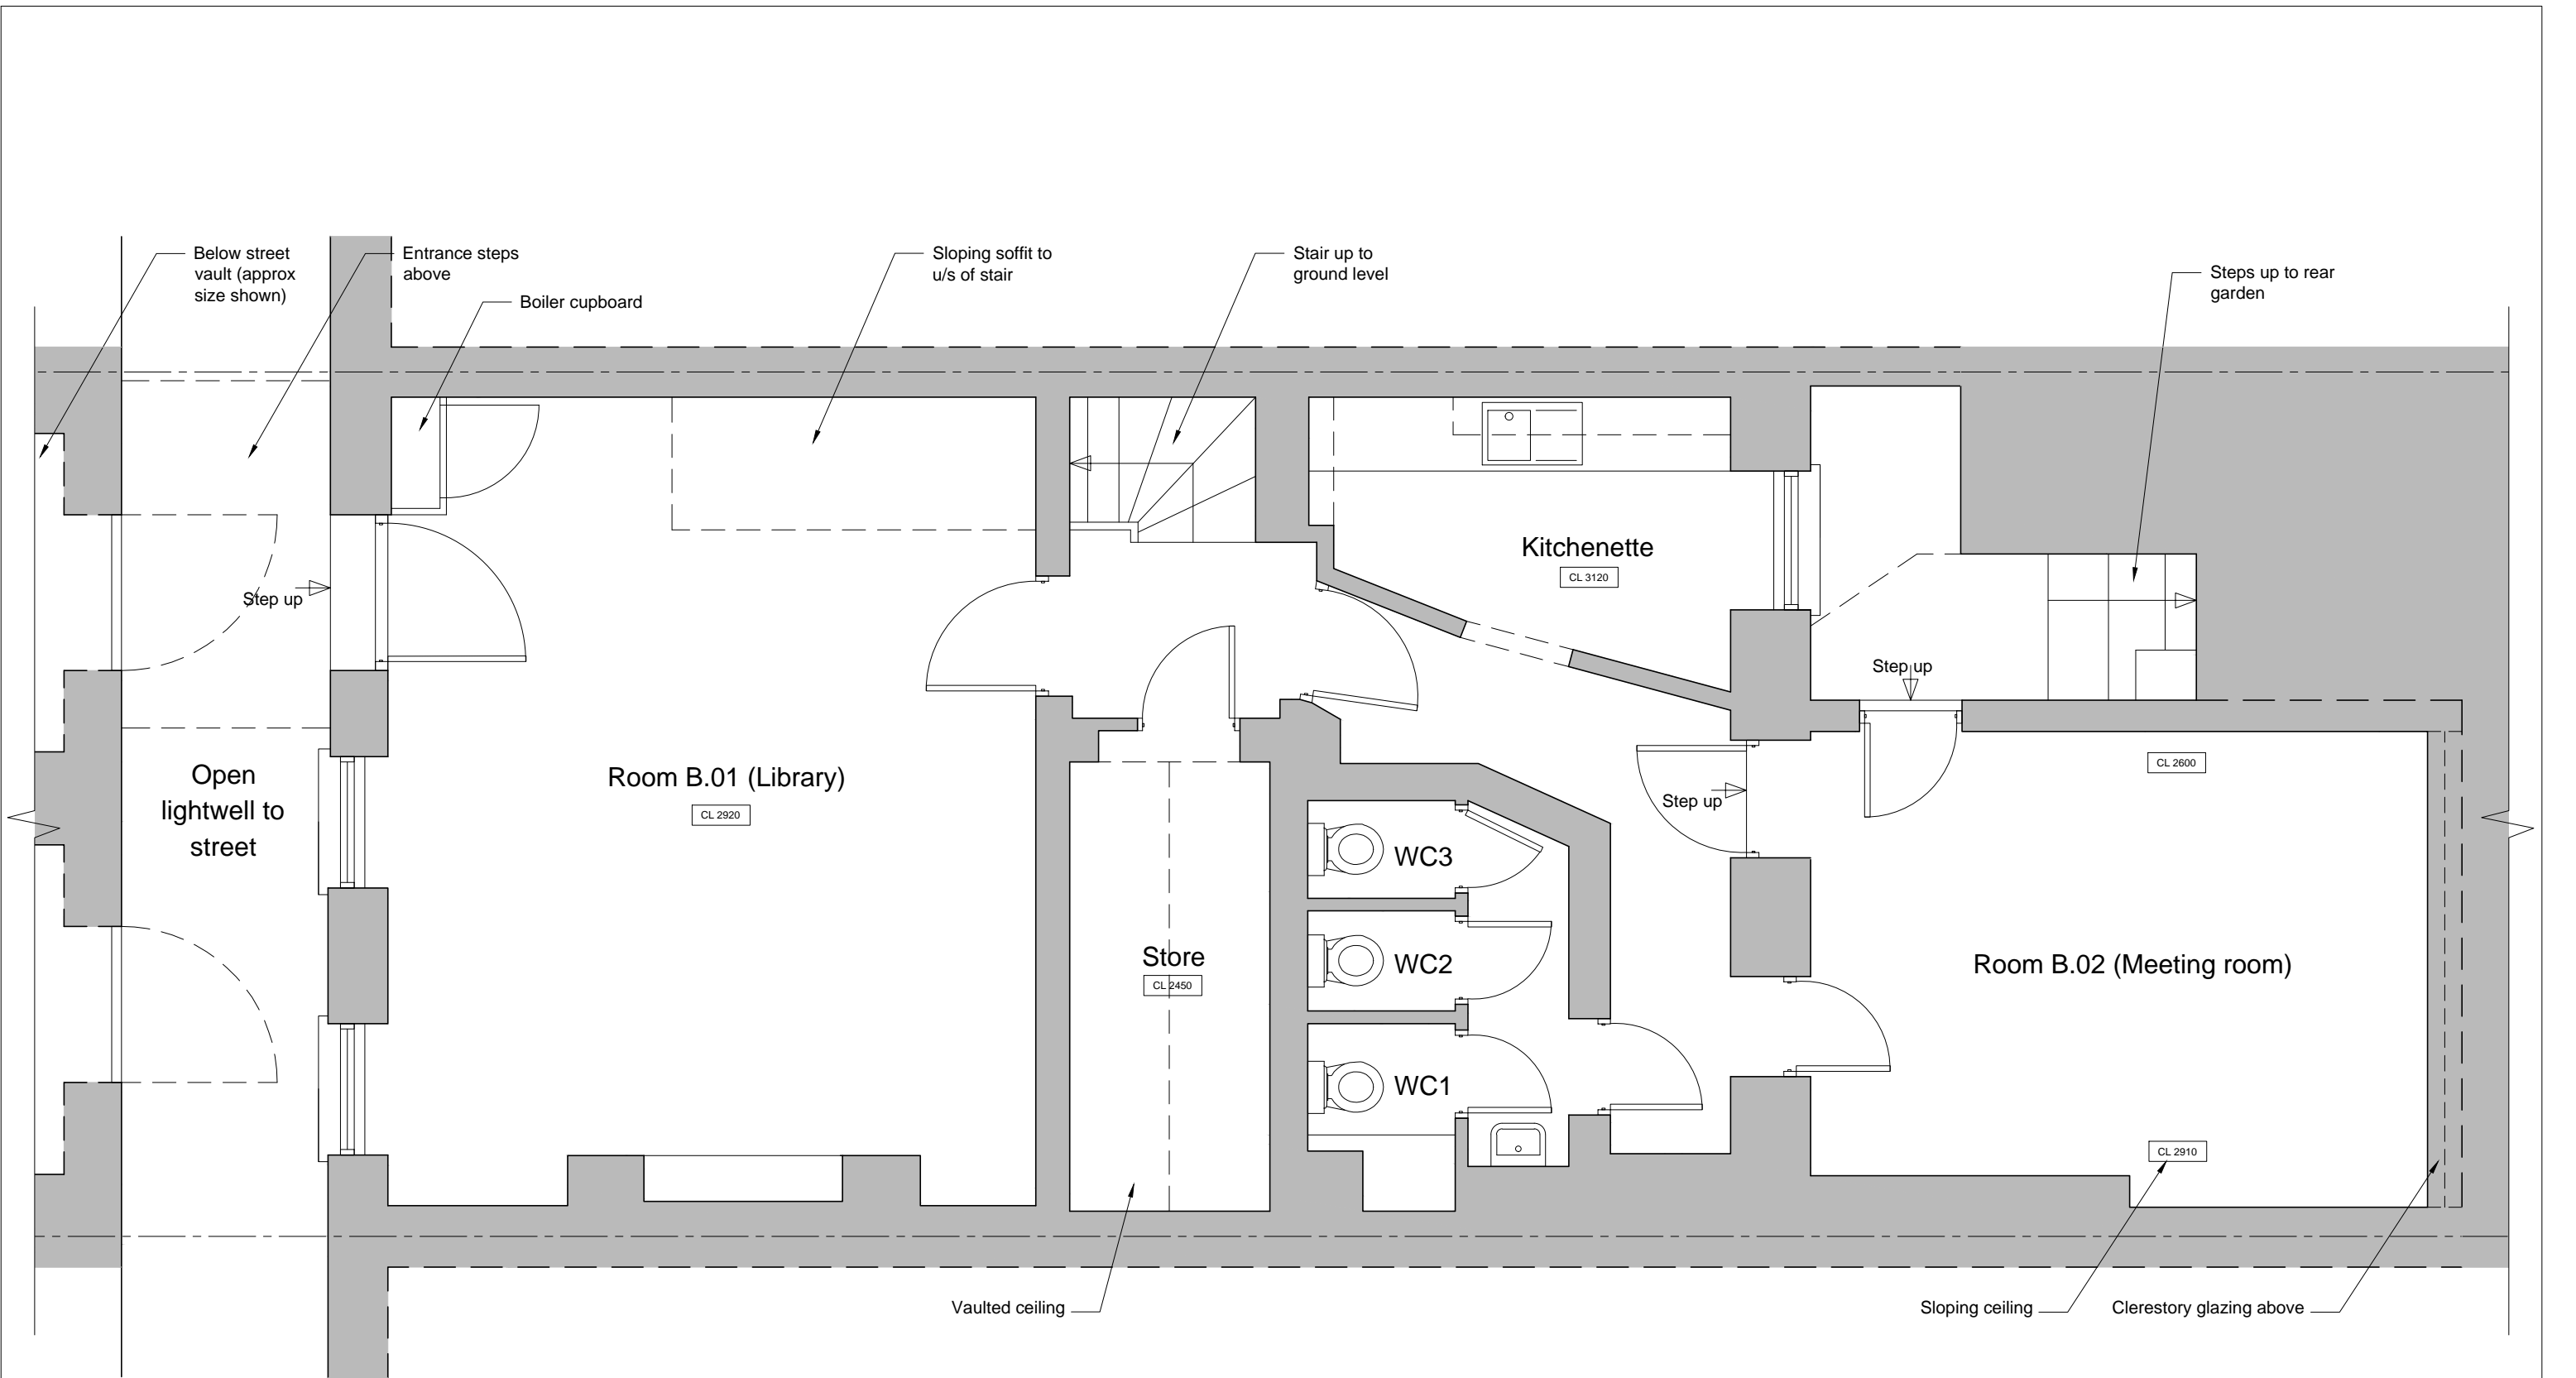 Below street
vault (approx
size shown)
Entrance steps
above
Boiler cupboard
Sloping soffit to
u/s of stair
Stair up to
ground level
Steps up to rear
garden
Kitchenette
CL 3120
Step up
Step up
Open
lightwell to
street
Room B.01 (Library)
CL 2920
Step up
CL 2600
WC3
Store
CL 2450
WC2
Room B.02 (Meeting room)
WC1
CL 2910
Vaulted ceiling
Sloping ceiling
Clerestory glazing above